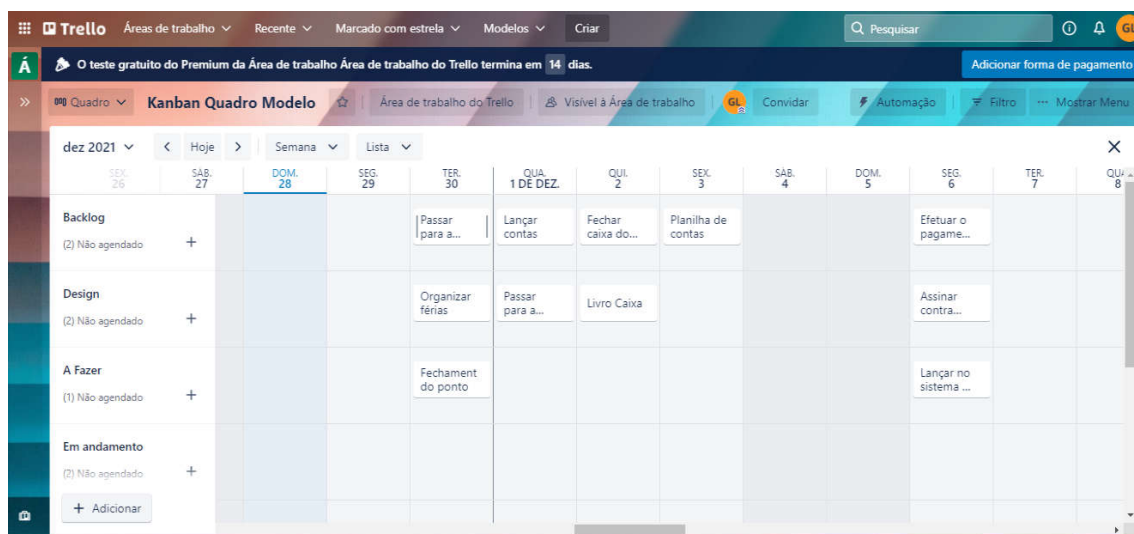 Trello Áreas de trabalho Recente Marcado com estrela Modelos Criar Pesquisar GL
Á O teste gratuito do Premium da Área de trabalho Área de trabalho do Trello termina em 14 dias. Adicionar forma de pagamento
Quadro Kanban Quadro Modelo Área de trabalho do Trello Visível à Área de trabalho GL Convidar Automação Filtro Mostrar Menu
dez 2021 Hoje Semana Lista
SEX. SÁB. DOM. SEG. TER. QUA. QUI. SEX. SÁB. DOM. SEG. TER. QUA
26 27 28 29 30 1 DE DEZ. 2 3 4 5 6 7 8
Backlog
(2) Não agendado
Passar
para a...
Lançar
contas
Fechar
caixa do...
Planilha de
contas
Efetuar o
pagame...
Design
(2) Não agendado
Organizar
férias
Passar
para a...
Livro Caixa
Assinar
contra...
A Fazer
(1) Não agendado
Fechament
do ponto
Lançar no
sistema ...
Em andamento
(2) Não agendado
+ Adicionar